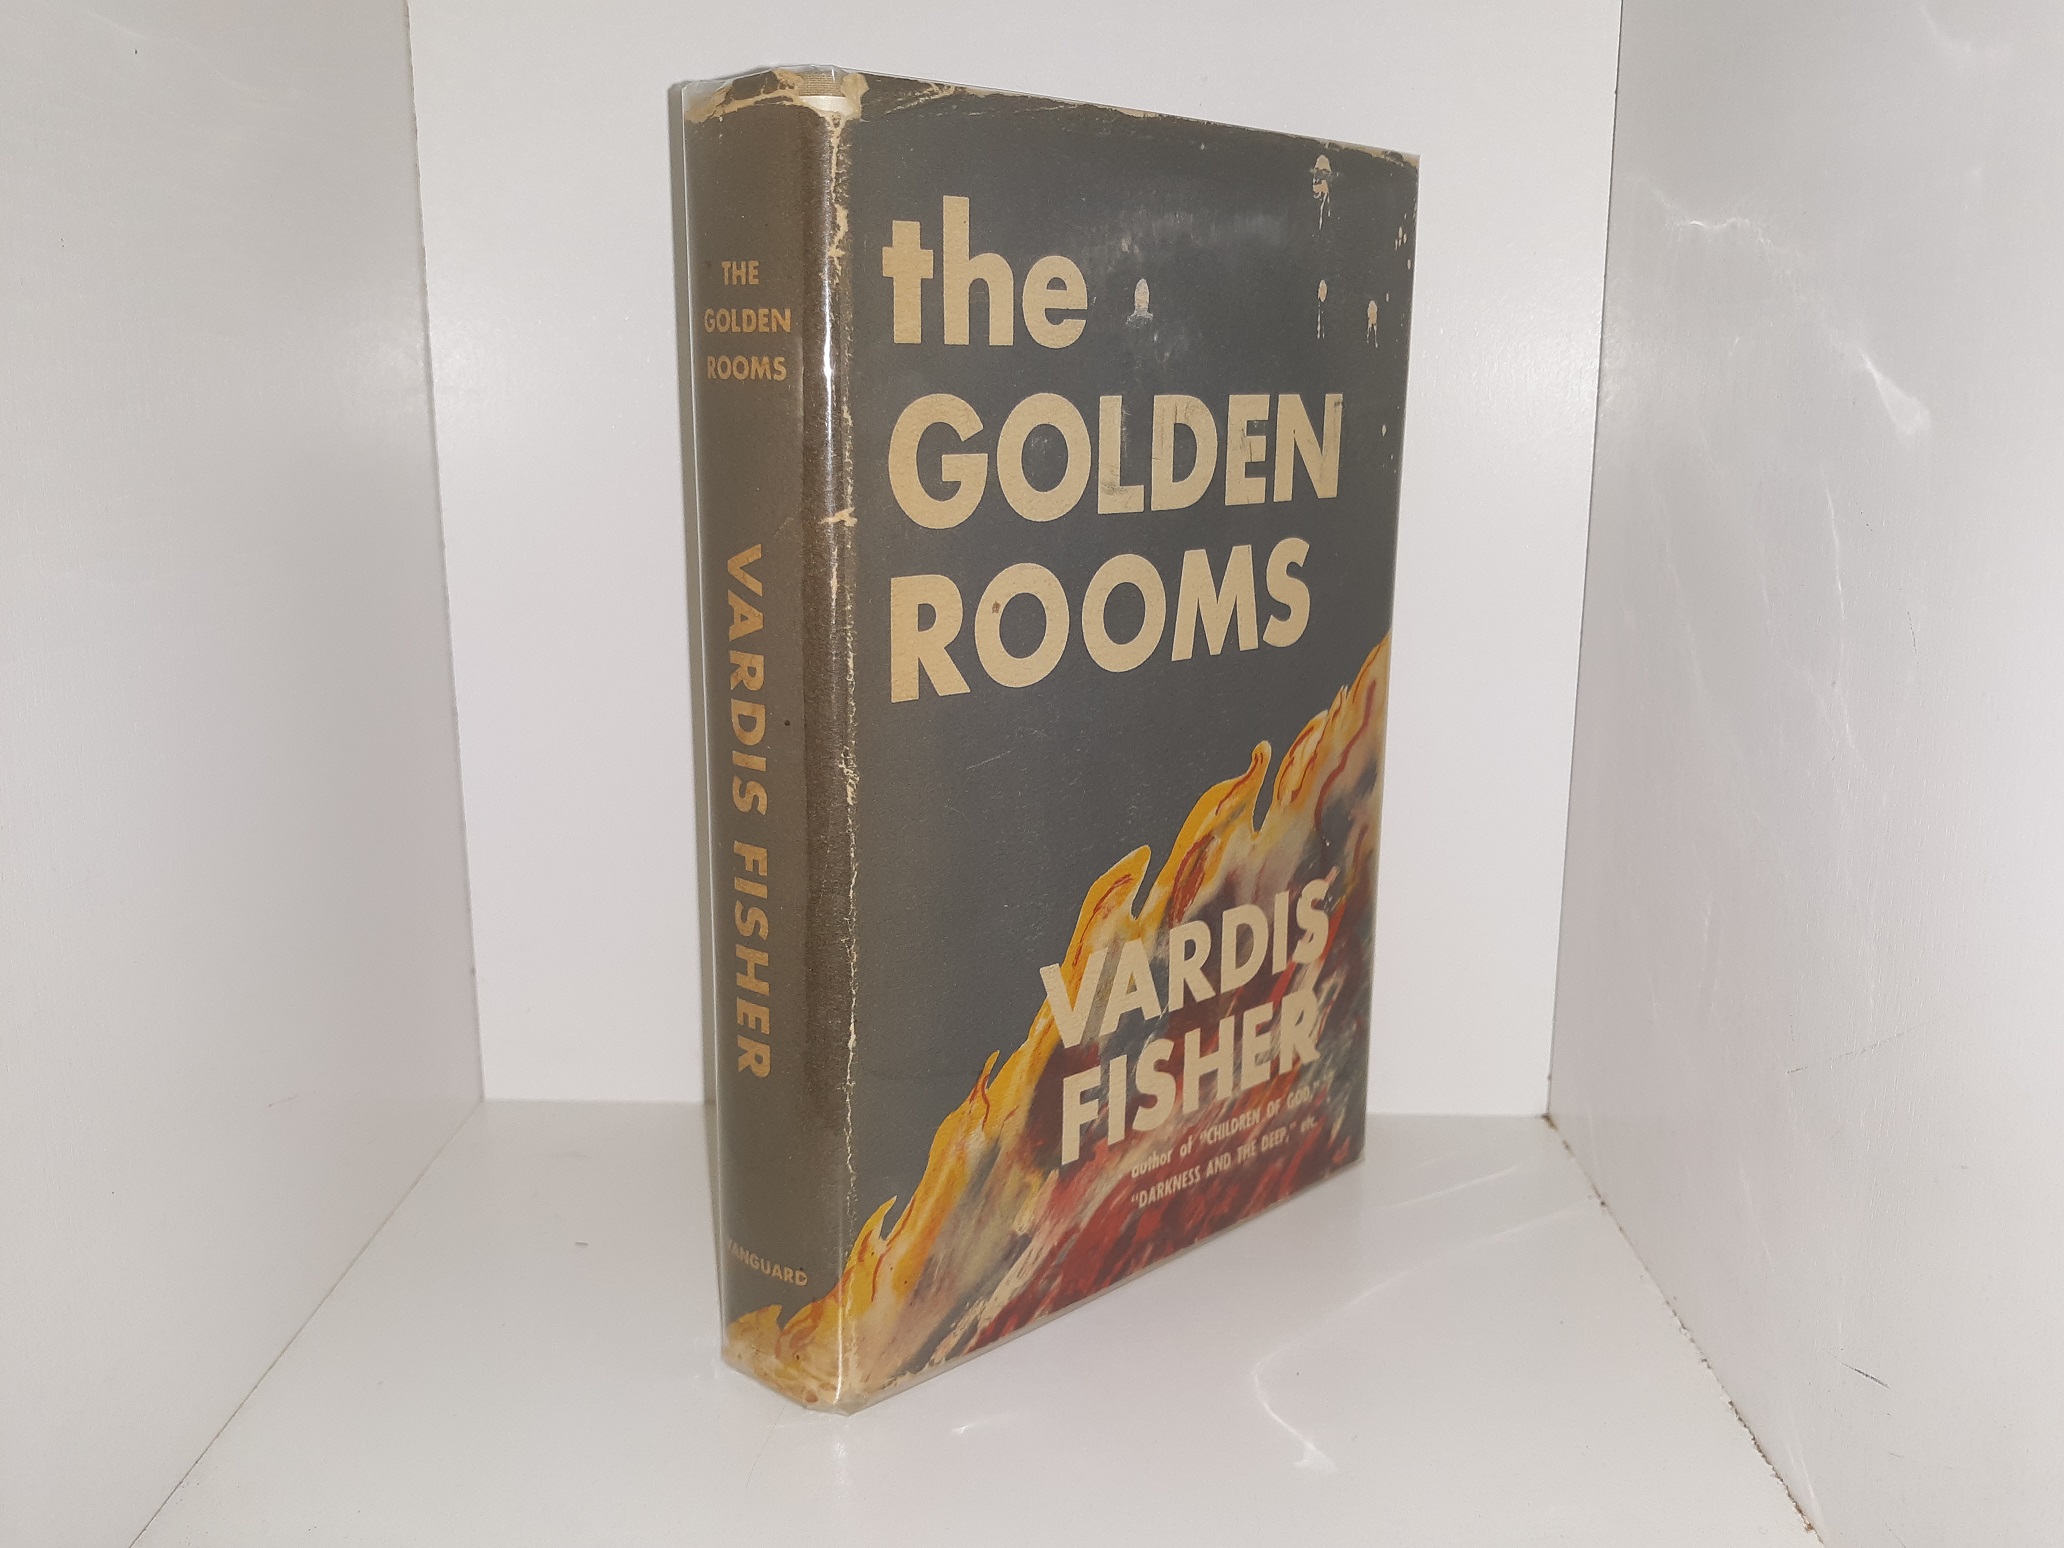 THE
GOLDEN
ROOMS
VARDIS FISHER
VANGUARD
the
GOLDEN
ROOMS
VARDIS
FISHER
author of "CHILDREN OF GOD,"
"DARKNESS AND THE DEEP," etc.